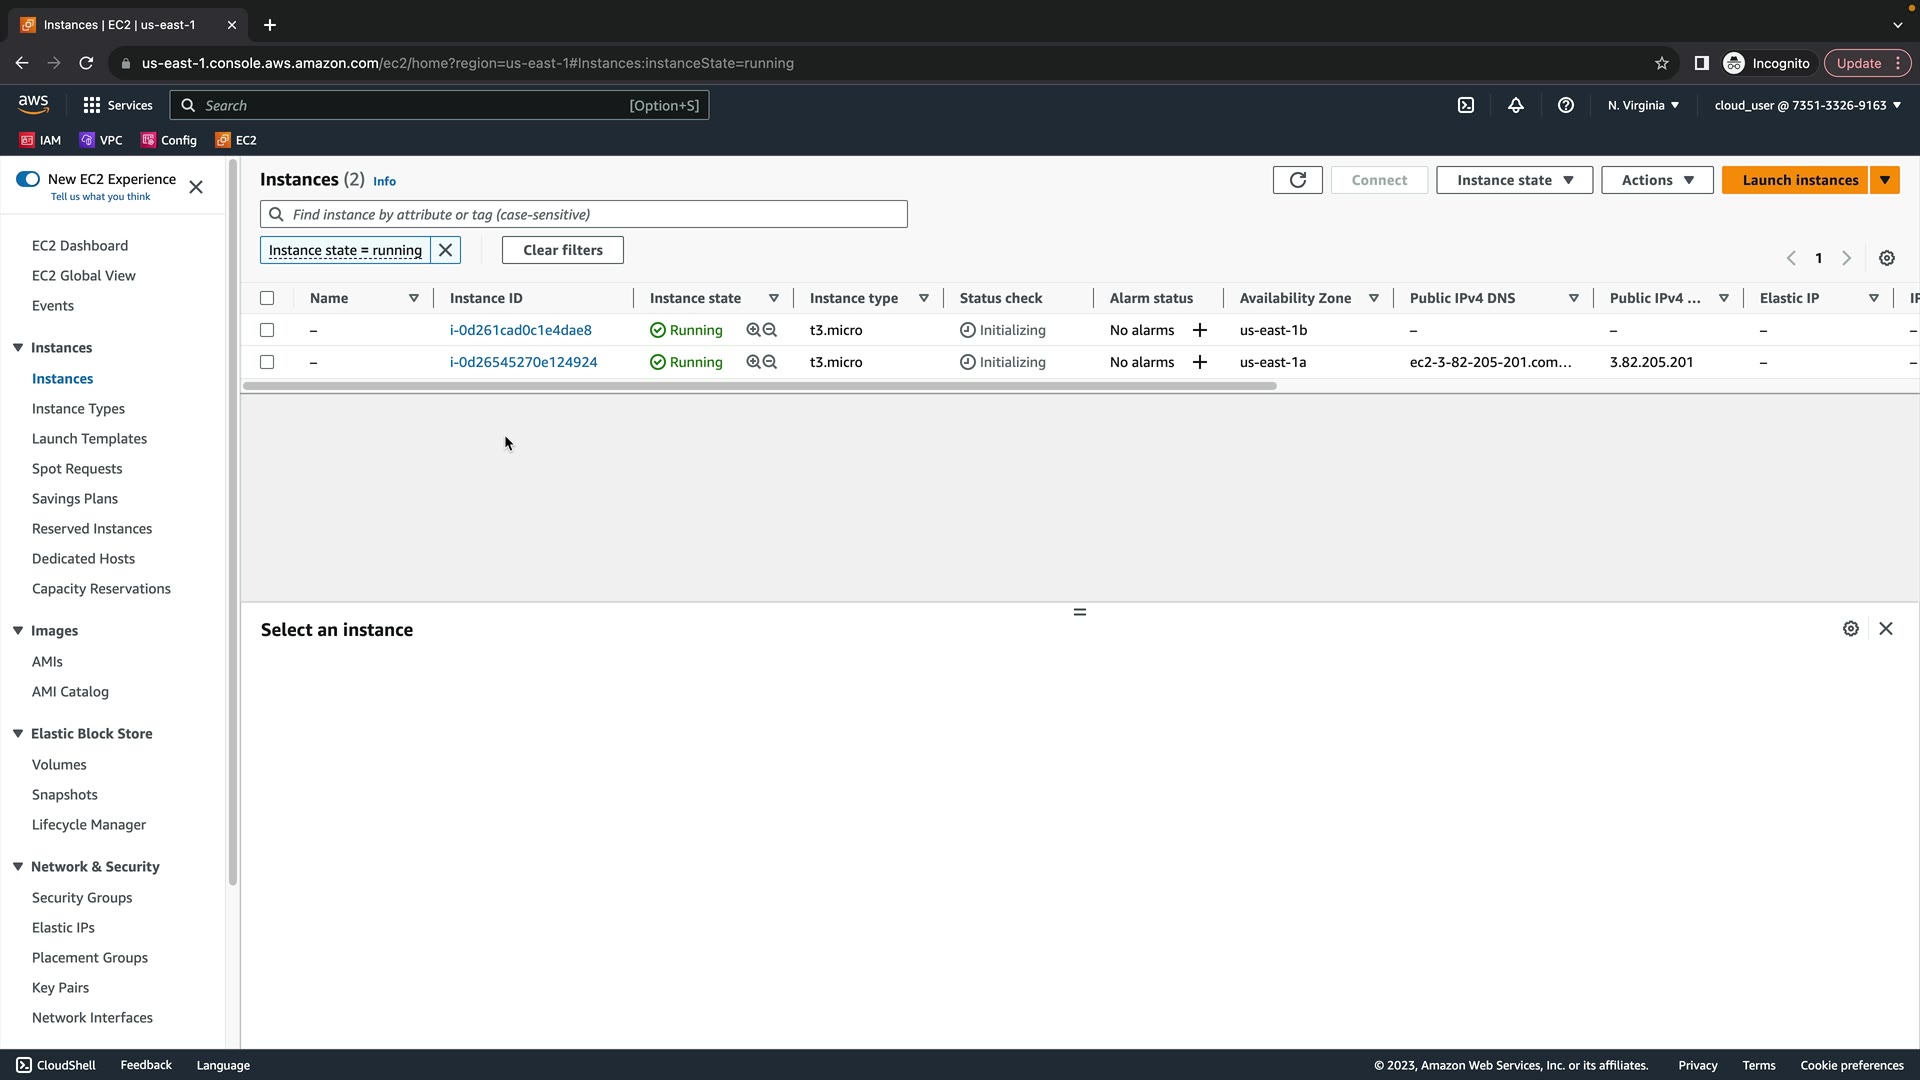 Instances | EC2 | us-east-1
us-east-1.console.aws.amazon.com/ec2/home?region=us-east-1#Instances:instanceState=running
Incognito
Update
aws
Services
Search
[Option+S]
N. Virginia
cloud_user @ 7351-3326-9163
IAM
VPC
Config
EC2
New EC2 Experience
Tell us what you think
EC2 Dashboard
EC2 Global View
Events
Instances
Instances
Instance Types
Launch Templates
Spot Requests
Savings Plans
Reserved Instances
Dedicated Hosts
Capacity Reservations
Images
AMIs
AMI Catalog
Elastic Block Store
Volumes
Snapshots
Lifecycle Manager
Network & Security
Security Groups
Elastic IPs
Placement Groups
Key Pairs
Network Interfaces
Instances (2) Info
Connect
Instance state
Actions
Launch instances
Find instance by attribute or tag (case-sensitive)
Instance state = running
Clear filters
1
Name Instance ID Instance state Instance type Status check Alarm status Availability Zone Public IPv4 DNS Public IPv4 ... Elastic IP IP
– i-0d261cad0c1e4dae8 Running t3.micro Initializing No alarms + us-east-1b – – – –
– i-0d26545270e124924 Running t3.micro Initializing No alarms + us-east-1a ec2-3-82-205-201.com... 3.82.205.201 – –
Select an instance
CloudShell
Feedback
Language
© 2023, Amazon Web Services, Inc. or its affiliates.
Privacy
Terms
Cookie preferences